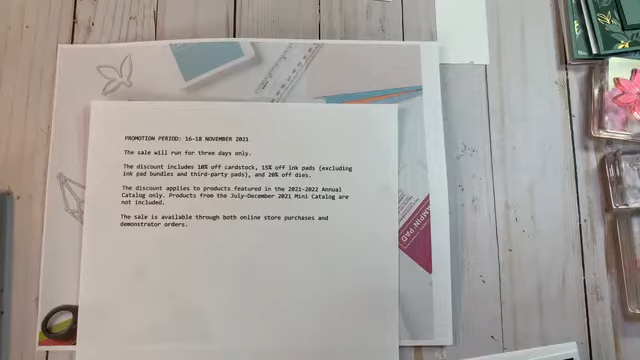 PROMOTION PERIOD: 16-18 NOVEMBER 2021
The sale will run for three days only.
The discount includes 10% off cardstock, 15% off ink pads (excluding
ink pad bundles and third-party pads), and 20% off dies.
The discount applies to products featured in the 2021-2022 Annual
Catalog only. Products from the July-December 2021 Mini Catalog are
not included.
The sale is available through both online store purchases and
demonstrator orders.
STAMPIN' PAD